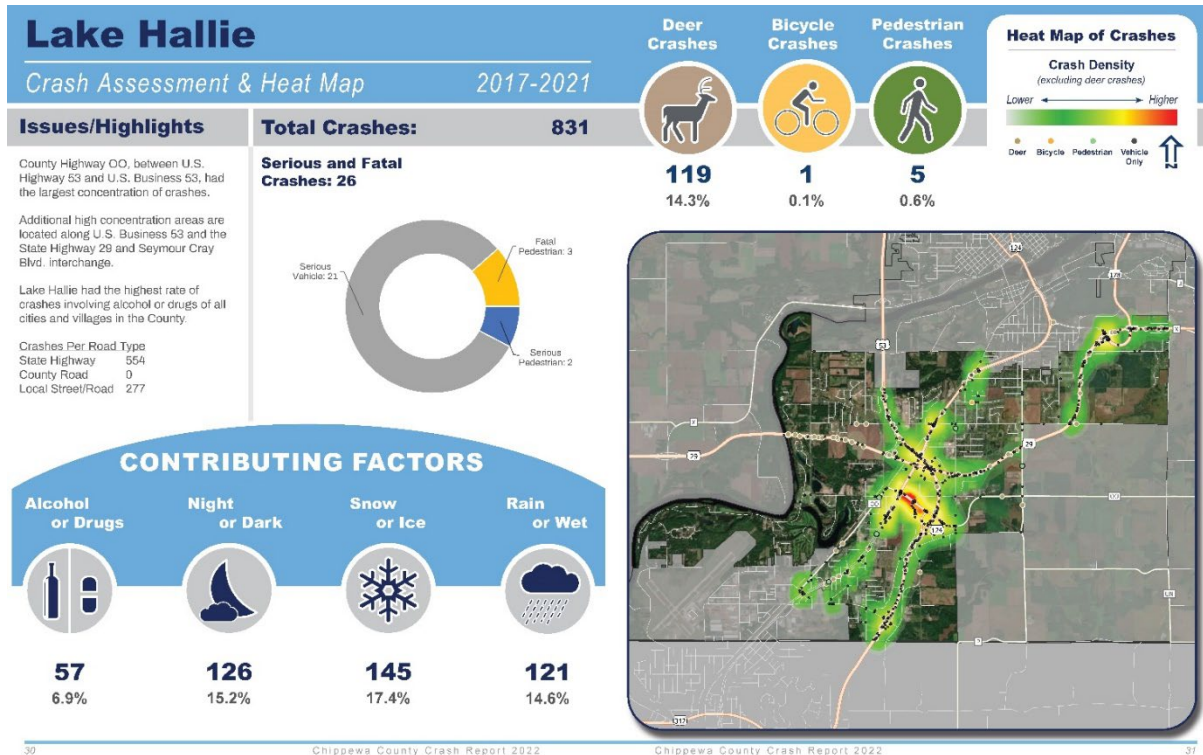 Lake Hallie
Crash Assessment & Heat Map 2017-2021
Issues/Highlights
County Highway OO, between U.S.
Highway 53 and U.S. Business 53, had
the largest concentration of crashes.
Additional high concentration areas are
located along U.S. Business 53 and the
State Highway 29 and Seymour Cray
Blvd. interchange.
Lake Hallie had the highest rate of
crashes involving alcohol or drugs of all
cities and villages in the County.
Crashes Per Road Type
State Highway 554
County Road 0
Local Street/Road 277
Total Crashes: 831
Serious and Fatal
Crashes: 26
Fatal
Pedestrian: 3
Serious
Vehicle: 21
Serious
Pedestrian: 2
CONTRIBUTING FACTORS
Alcohol
or Drugs
57
6.9%
Night
or Dark
126
15.2%
Snow
or Ice
145
17.4%
Rain
or Wet
121
14.6%
Deer
Crashes
119
14.3%
Bicycle
Crashes
1
0.1%
Pedestrian
Crashes
5
0.6%
Heat Map of Crashes
Crash Density
(excluding deer crashes)
Lower Higher
Deer Bicycle Pedestrian Vehicle
Only
124
178
53
29
29
OO
174
317
30 Chippewa County Crash Report 2022
Chippewa County Crash Report 2022 31